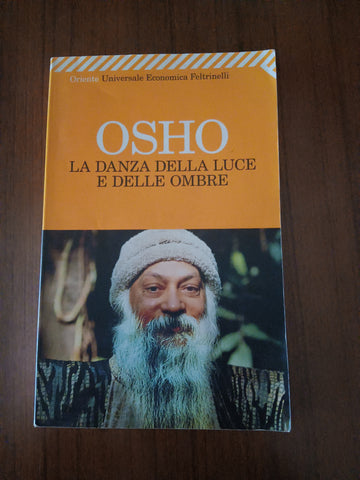 Oriente Universale Economica Feltrinelli
OSHO
LA DANZA DELLA LUCE
E DELLE OMBRE